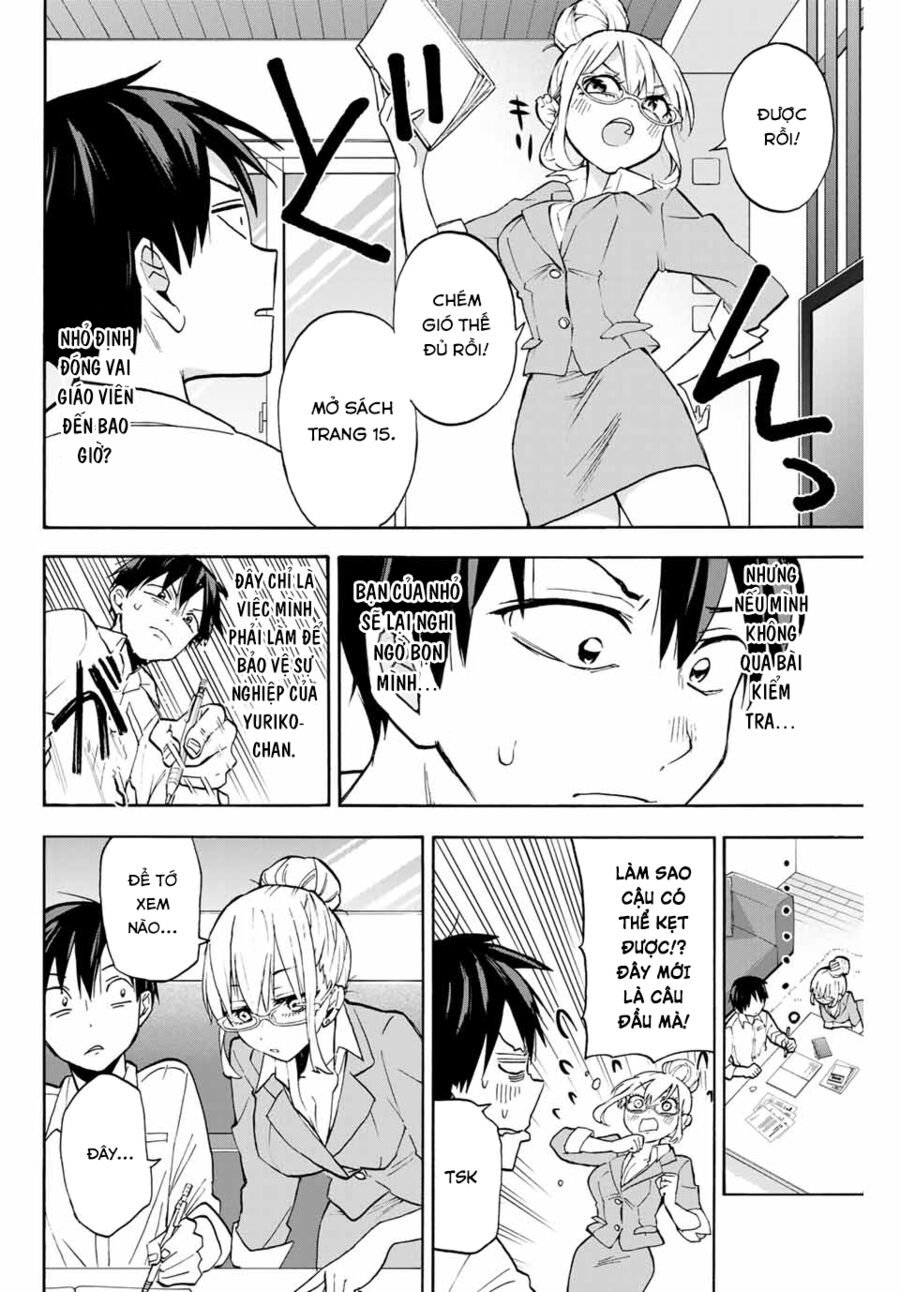 ĐƯỢC
RỒI!
CHÉM
GIÓ THẾ
ĐỦ RỒI!
MỞ SÁCH
TRANG 15.
NHỎ ĐỊNH
ĐÓNG VAI
GIÁO VIÊN
ĐẾN BAO
GIỜ?
NHƯNG
NẾU MÌNH
KHÔNG
QUA BÀI
KIỂM
TRA...
BẠN CỦA NHỎ
SẼ LẠI NGHI
NGỜ BỌN
MÌNH...
ĐÂY CHỈ LÀ
VIỆC MÌNH
PHẢI LÀM ĐỂ
BẢO VỆ SỰ
NGHIỆP CỦA
YURIKO-
CHAN.
LÀM SAO
CẬU CÓ
THỂ KẸT
ĐƯỢC!?
ĐÂY MỚI
LÀ CÂU
ĐẦU MÀ!
TSK
ĐỂ TỚ
XEM
NÀO...
ĐÂY...